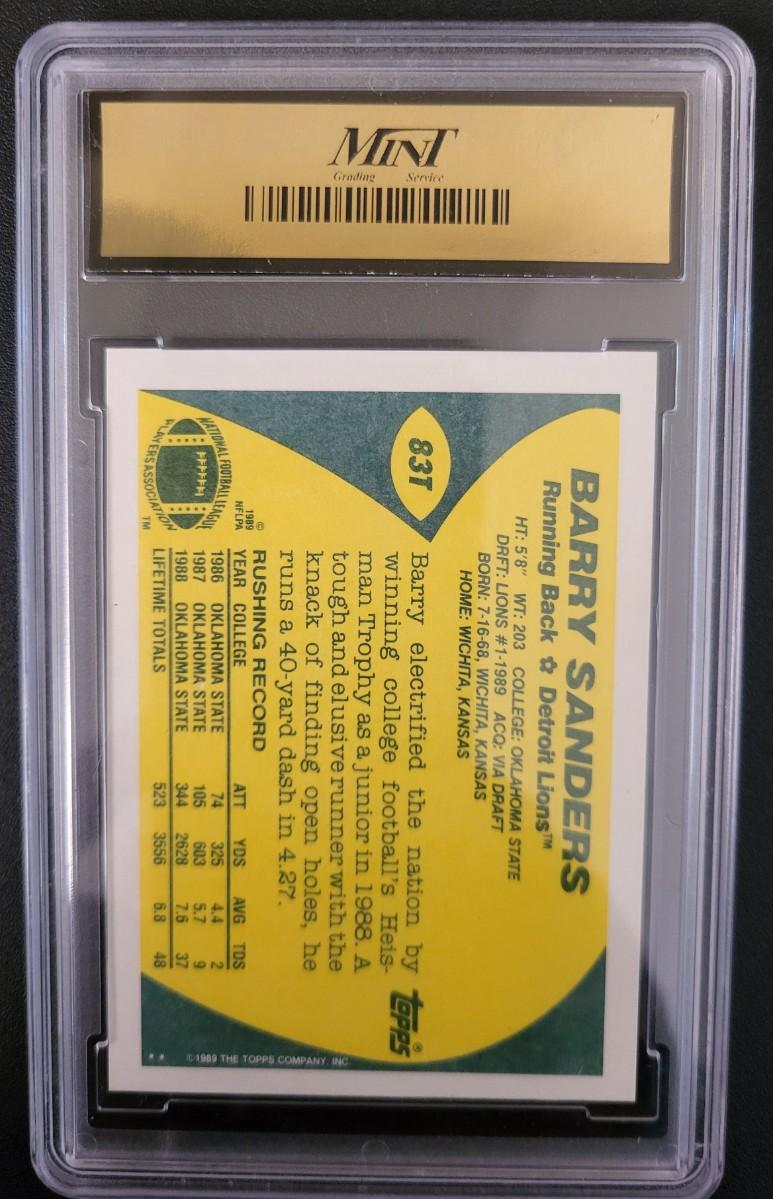 MINT
Grading Service
83T
BARRY SANDERS
Running Back ✿ Detroit Lions™
HT: 5'8" WT: 203 COLLEGE: OKLAHOMA STATE
DRFT: LIONS #1-1989 ACQ: VIA DRAFT
BORN: 7-16-68, WICHITA, KANSAS
HOME: WICHITA, KANSAS
Barry electrified the nation by
winning college football's Heis-
man Trophy as a junior in 1988. A
tough and elusive runner with the
knack of finding open holes, he
runs a 40-yard dash in 4.27.
topps®
RUSHING RECORD
YEAR COLLEGE ATT YDS AVG TDS
1986 OKLAHOMA STATE 74 325 4.4 2
1987 OKLAHOMA STATE 105 603 5.7 9
1988 OKLAHOMA STATE 344 2628 7.6 37
LIFETIME TOTALS 523 3556 6.8 48
NATIONAL FOOTBALL LEAGUE
PLAYERS ASSOCIATION
TM
©
1989
NFLPA
©1989 THE TOPPS COMPANY, INC
**